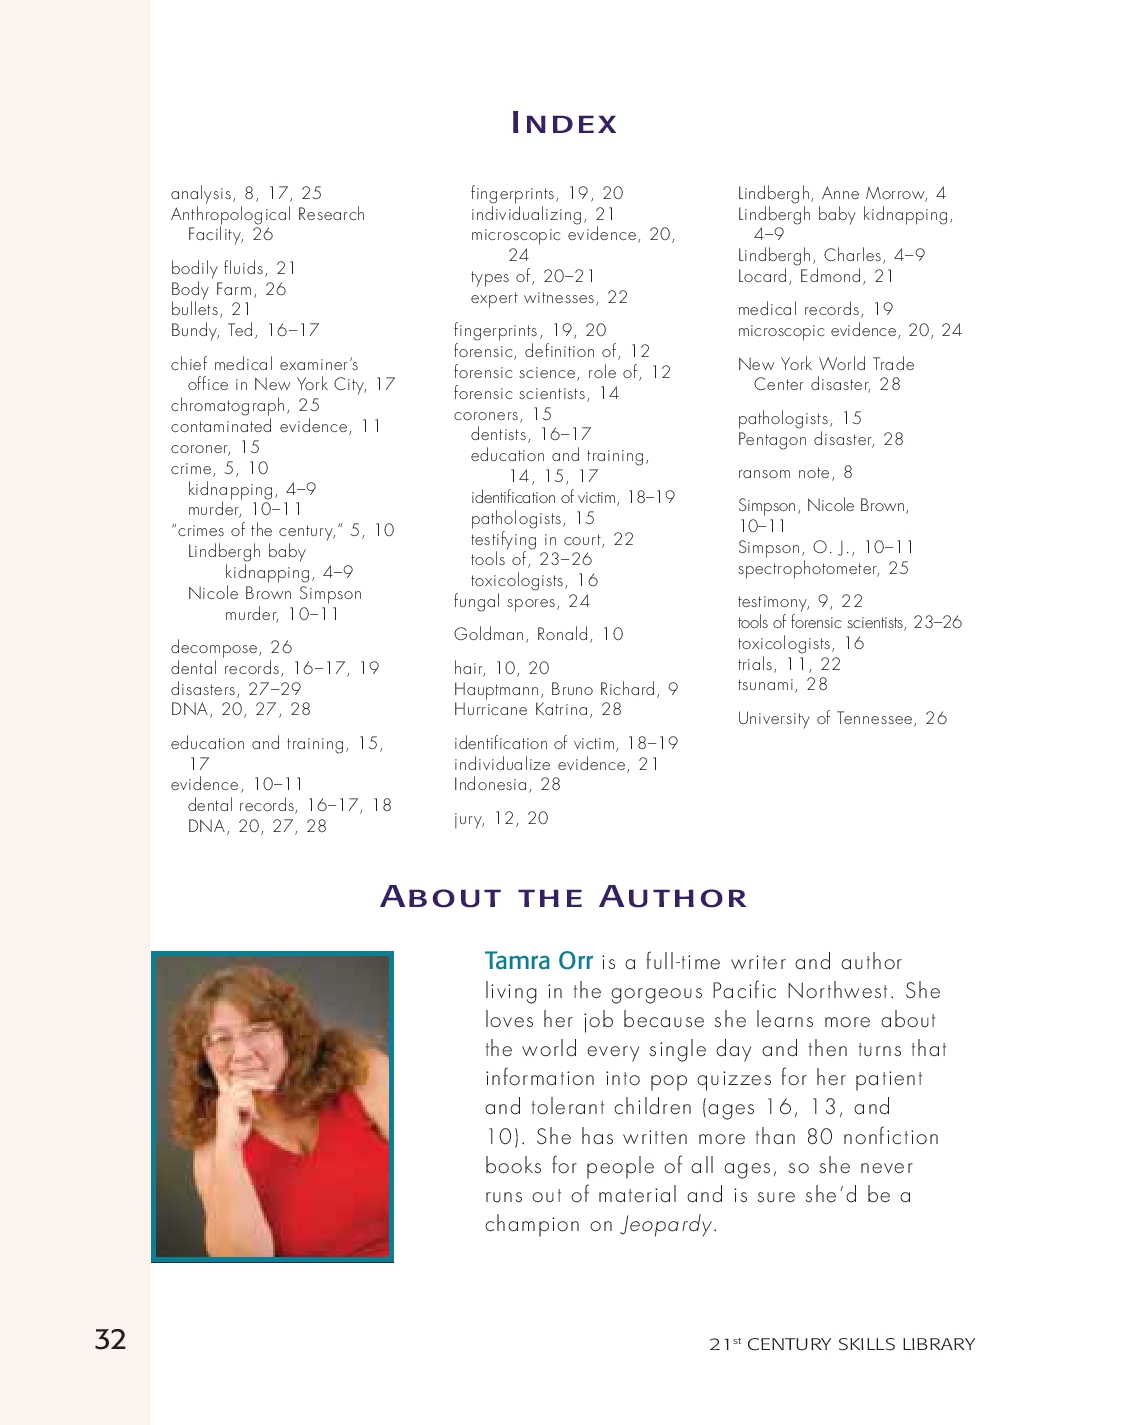 INDEX
analysis, 8, 17, 25
Anthropological Research
Facility, 26
bodily fluids, 21
Body Farm, 26
bullets, 21
Bundy, Ted, 16–17
chief medical examiner's
office in New York City, 17
chromatograph, 25
contaminated evidence, 11
coroner, 15
crime, 5, 10
kidnapping, 4–9
murder, 10–11
“crimes of the century,” 5, 10
Lindbergh baby
kidnapping, 4–9
Nicole Brown Simpson
murder, 10–11
decompose, 26
dental records, 16–17, 19
disasters, 27–29
DNA, 20, 27, 28
education and training, 15,
17
evidence, 10–11
dental records, 16–17, 18
DNA, 20, 27, 28
fingerprints, 19, 20
individualizing, 21
microscopic evidence, 20,
24
types of, 20–21
expert witnesses, 22
fingerprints, 19, 20
forensic, definition of, 12
forensic science, role of, 12
forensic scientists, 14
coroners, 15
dentists, 16–17
education and training,
14, 15, 17
identification of victim, 18–19
pathologists, 15
testifying in court, 22
tools of, 23–26
toxicologists, 16
fungal spores, 24
Goldman, Ronald, 10
hair, 10, 20
Hauptmann, Bruno Richard, 9
Hurricane Katrina, 28
identification of victim, 18–19
individualize evidence, 21
Indonesia, 28
jury, 12, 20
Lindbergh, Anne Morrow, 4
Lindbergh baby kidnapping,
4–9
Lindbergh, Charles, 4–9
Locard, Edmond, 21
medical records, 19
microscopic evidence, 20, 24
New York World Trade
Center disaster, 28
pathologists, 15
Pentagon disaster, 28
ransom note, 8
Simpson, Nicole Brown,
10–11
Simpson, O. J., 10–11
spectrophotometer, 25
testimony, 9, 22
tools of forensic scientists, 23–26
toxicologists, 16
trials, 11, 22
tsunami, 28
University of Tennessee, 26
ABOUT THE AUTHOR
Tamra Orr is a full-time writer and author
living in the gorgeous Pacific Northwest. She
loves her job because she learns more about
the world every single day and then turns that
information into pop quizzes for her patient
and tolerant children (ages 16, 13, and
10). She has written more than 80 nonfiction
books for people of all ages, so she never
runs out of material and is sure she’d be a
champion on Jeopardy.
32
21st CENTURY SKILLS LIBRARY